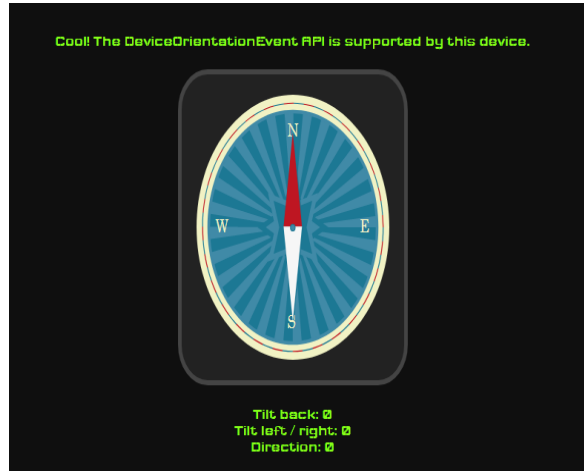 Cool! The DeviceOrientationEvent API is supported by this device.
N
W E
S
Tilt back: 0
Tilt left / right: 0
Direction: 0